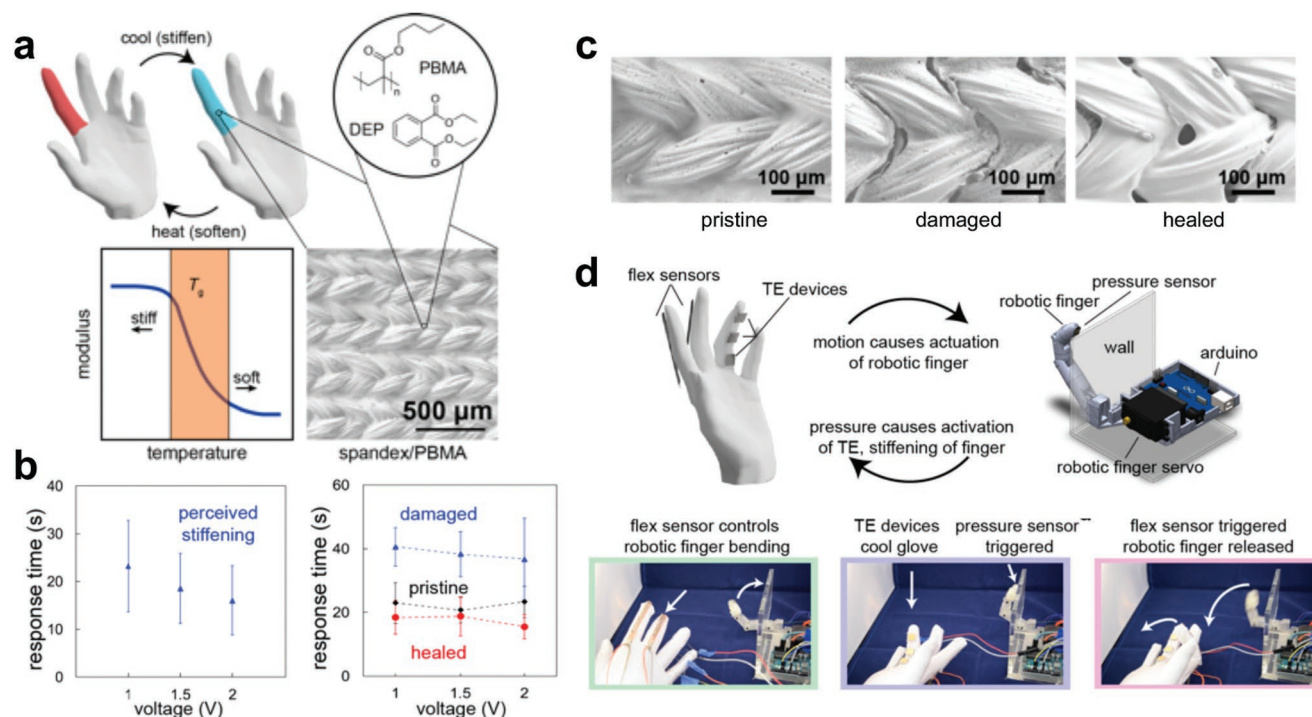 a
cool (stiffen)
heat (soften)
PBMA
n
DEP
O
O
O
O
O
O
modulus
Tg
stiff
soft
temperature
500 µm
spandex/PBMA
b
response time (s)
40
30
20
10
0
perceived
stiffening
1
1.5
2
voltage (V)
response time (s)
60
40
20
0
damaged
pristine
healed
1
1.5
2
voltage (V)
c
100 µm
100 µm
100 µm
pristine
damaged
healed
d
flex sensors
TE devices
motion causes actuation
of robotic finger
pressure causes activation
of TE, stiffening of finger
robotic finger
pressure sensor
wall
arduino
robotic finger servo
flex sensor controls
robotic finger bending
TE devices
cool glove
pressure sensor
triggered
flex sensor triggered
robotic finger released